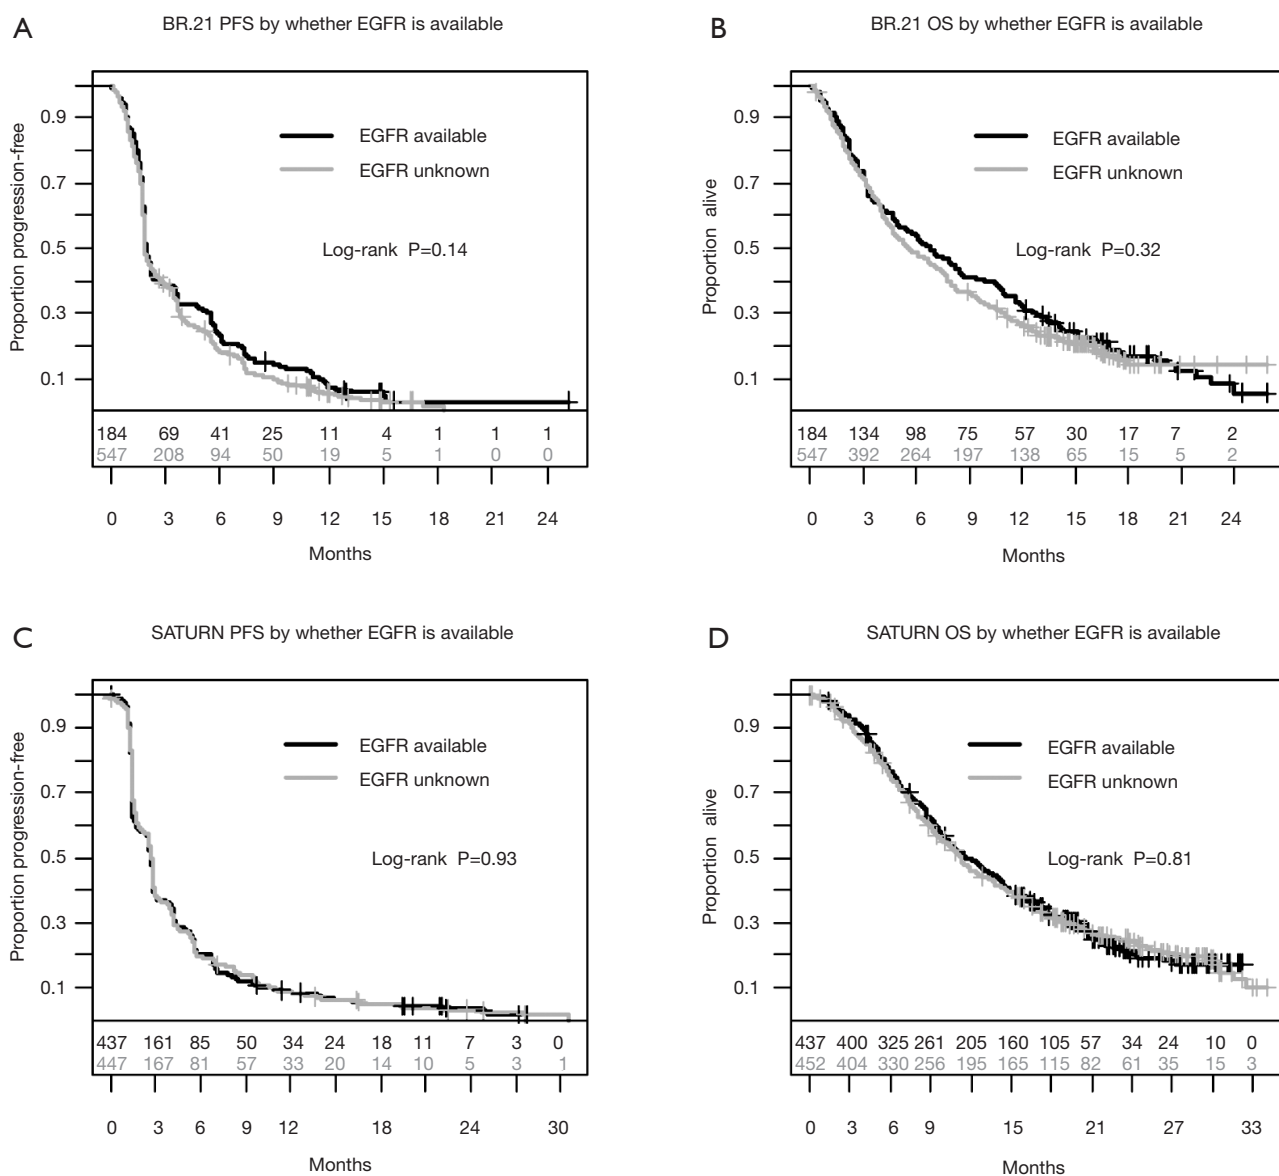 A
BR.21 PFS by whether EGFR is available
Proportion progression-free
0.9
0.7
0.5
0.3
0.1
EGFR available
EGFR unknown
Log-rank P=0.14
184 69 41 25 11 4 1 1 1
547 208 94 50 19 5 1 0 0
0 3 6 9 12 15 18 21 24
Months
B
BR.21 OS by whether EGFR is available
Proportion alive
0.9
0.7
0.5
0.3
0.1
EGFR available
EGFR unknown
Log-rank P=0.32
184 134 98 75 57 30 17 7 2
547 392 264 197 138 65 15 5 2
0 3 6 9 12 15 18 21 24
Months
C
SATURN PFS by whether EGFR is available
Proportion progression-free
0.9
0.7
0.5
0.3
0.1
EGFR available
EGFR unknown
Log-rank P=0.93
437 161 85 50 34 24 18 11 7 3 0
447 167 81 57 33 20 14 10 5 3 1
0 3 6 9 12 18 24 30
Months
D
SATURN OS by whether EGFR is available
Proportion alive
0.9
0.7
0.5
0.3
0.1
EGFR available
EGFR unknown
Log-rank P=0.81
437 400 325 261 205 160 105 57 34 24 10 0
452 404 330 256 195 165 115 82 61 35 15 3
0 3 6 9 15 21 27 33
Months